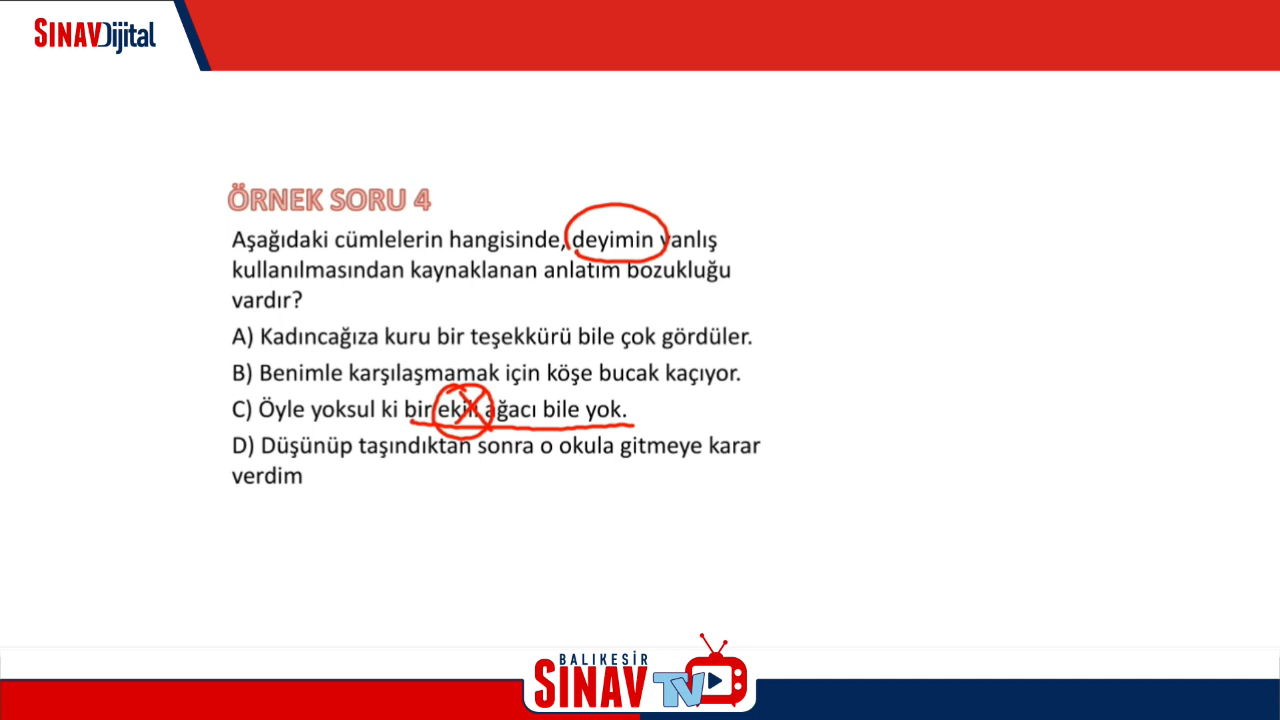 SINAVDijital
ÖRNEK SORU 4
Aşağıdaki cümlelerin hangisinde, deyimin yanlış
kullanılmasından kaynaklanan anlatım bozukluğu
vardır?
A) Kadıncağıza kuru bir teşekkürü bile çok gördüler.
B) Benimle karşılaşmamak için köşe bucak kaçıyor.
C) Öyle yoksul ki bir ekili ağacı bile yok.
D) Düşünüp taşındıktan sonra o okula gitmeye karar
verdim
BALIKESİR
SINAV TV